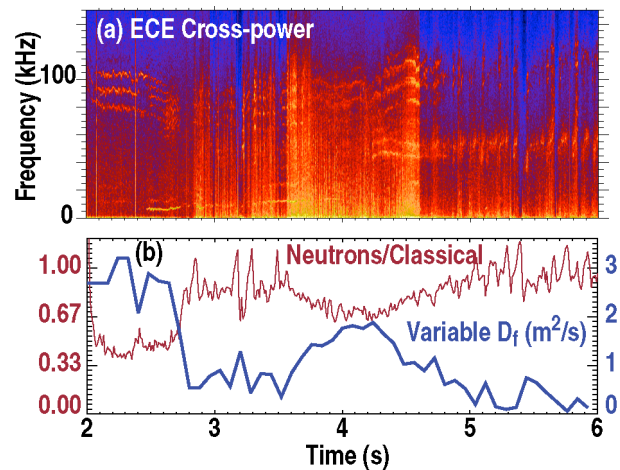 (a) ECE Cross-power
Frequency (kHz)
100
0
(b)
Neutrons/Classical
Variable D_f (m²/s)
1.00
0.67
0.33
0.00
3
2
1
0
2 3 4 5 6
Time (s)